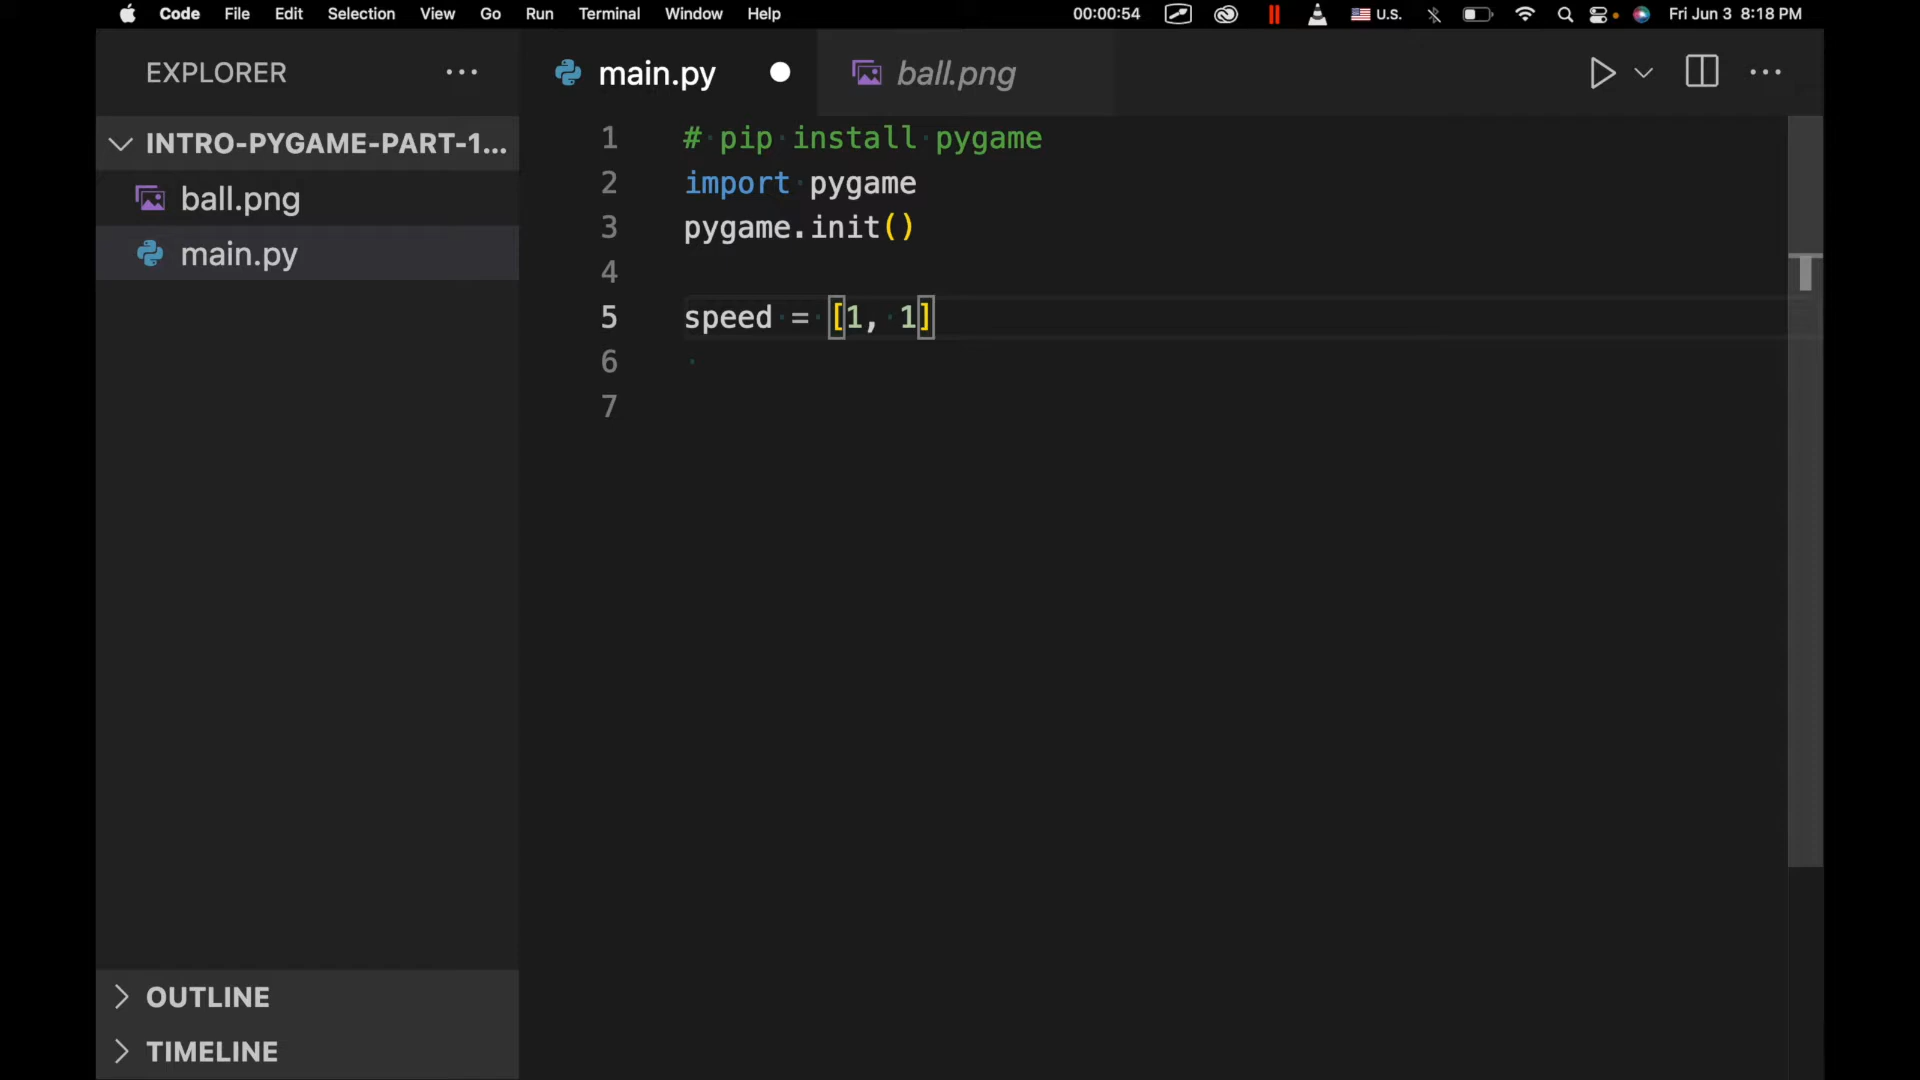 Code File Edit Selection View Go Run Terminal Window Help 00:00:54 U.S. Fri Jun 3 8:18 PM
EXPLORER
main.py
ball.png
INTRO-PYGAME-PART-1...
ball.png
main.py
1 # pip install pygame
2 import pygame
3 pygame.init()
4
5 speed = [1, 1]
6
7
OUTLINE
TIMELINE